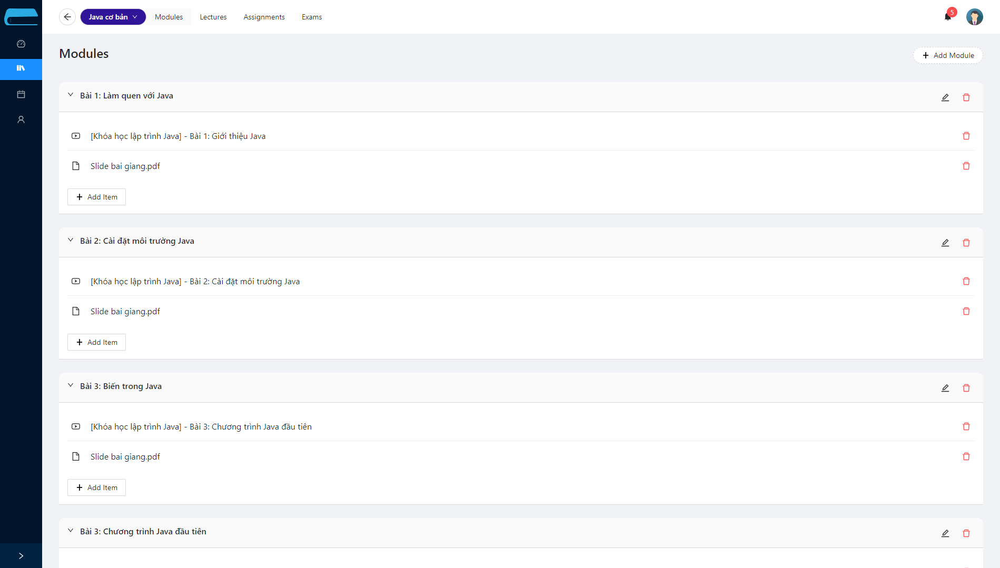 Java cơ bản Modules Lectures Assignments Exams 5
Modules
Add Module
Bài 1: Làm quen với Java
[Khóa học lập trình Java] - Bài 1: Giới thiệu Java
Slide bai giang.pdf
Add Item
Bài 2: Cài đặt môi trường Java
[Khóa học lập trình Java] - Bài 2: Cài đặt môi trường Java
Slide bai giang.pdf
Add Item
Bài 3: Biến trong Java
[Khóa học lập trình Java] - Bài 3: Chương trình Java đầu tiên
Slide bai giang.pdf
Add Item
Bài 3: Chương trình Java đầu tiên